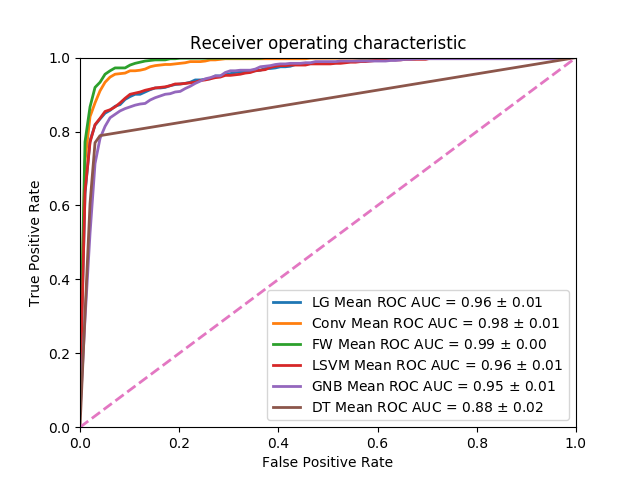 Receiver operating characteristic
True Positive Rate
1.0
0.8
0.6
0.4
0.2
0.0
LG Mean ROC AUC = 0.96 ± 0.01
Conv Mean ROC AUC = 0.98 ± 0.01
FW Mean ROC AUC = 0.99 ± 0.00
LSVM Mean ROC AUC = 0.96 ± 0.01
GNB Mean ROC AUC = 0.95 ± 0.01
DT Mean ROC AUC = 0.88 ± 0.02
0.0 0.2 0.4 0.6 0.8 1.0
False Positive Rate